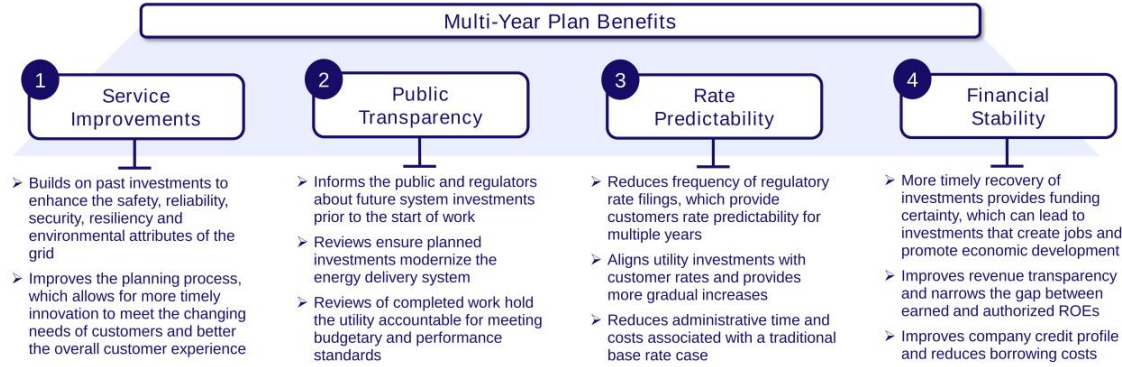 Multi-Year Plan Benefits
1
Service
Improvements
➢ Builds on past investments to
enhance the safety, reliability,
security, resiliency and
environmental attributes of the
grid
➢ Improves the planning process,
which allows for more timely
innovation to meet the changing
needs of customers and better
the overall customer experience
2
Public
Transparency
➢ Informs the public and regulators
about future system investments
prior to the start of work
➢ Reviews ensure planned
investments modernize the
energy delivery system
➢ Reviews of completed work hold
the utility accountable for meeting
budgetary and performance
standards
3
Rate
Predictability
➢ Reduces frequency of regulatory
rate filings, which provide
customers rate predictability for
multiple years
➢ Aligns utility investments with
customer rates and provides
more gradual increases
➢ Reduces administrative time and
costs associated with a traditional
base rate case
4
Financial
Stability
➢ More timely recovery of
investments provides funding
certainty, which can lead to
investments that create jobs and
promote economic development
➢ Improves revenue transparency
and narrows the gap between
earned and authorized ROEs
➢ Improves company credit profile
and reduces borrowing costs